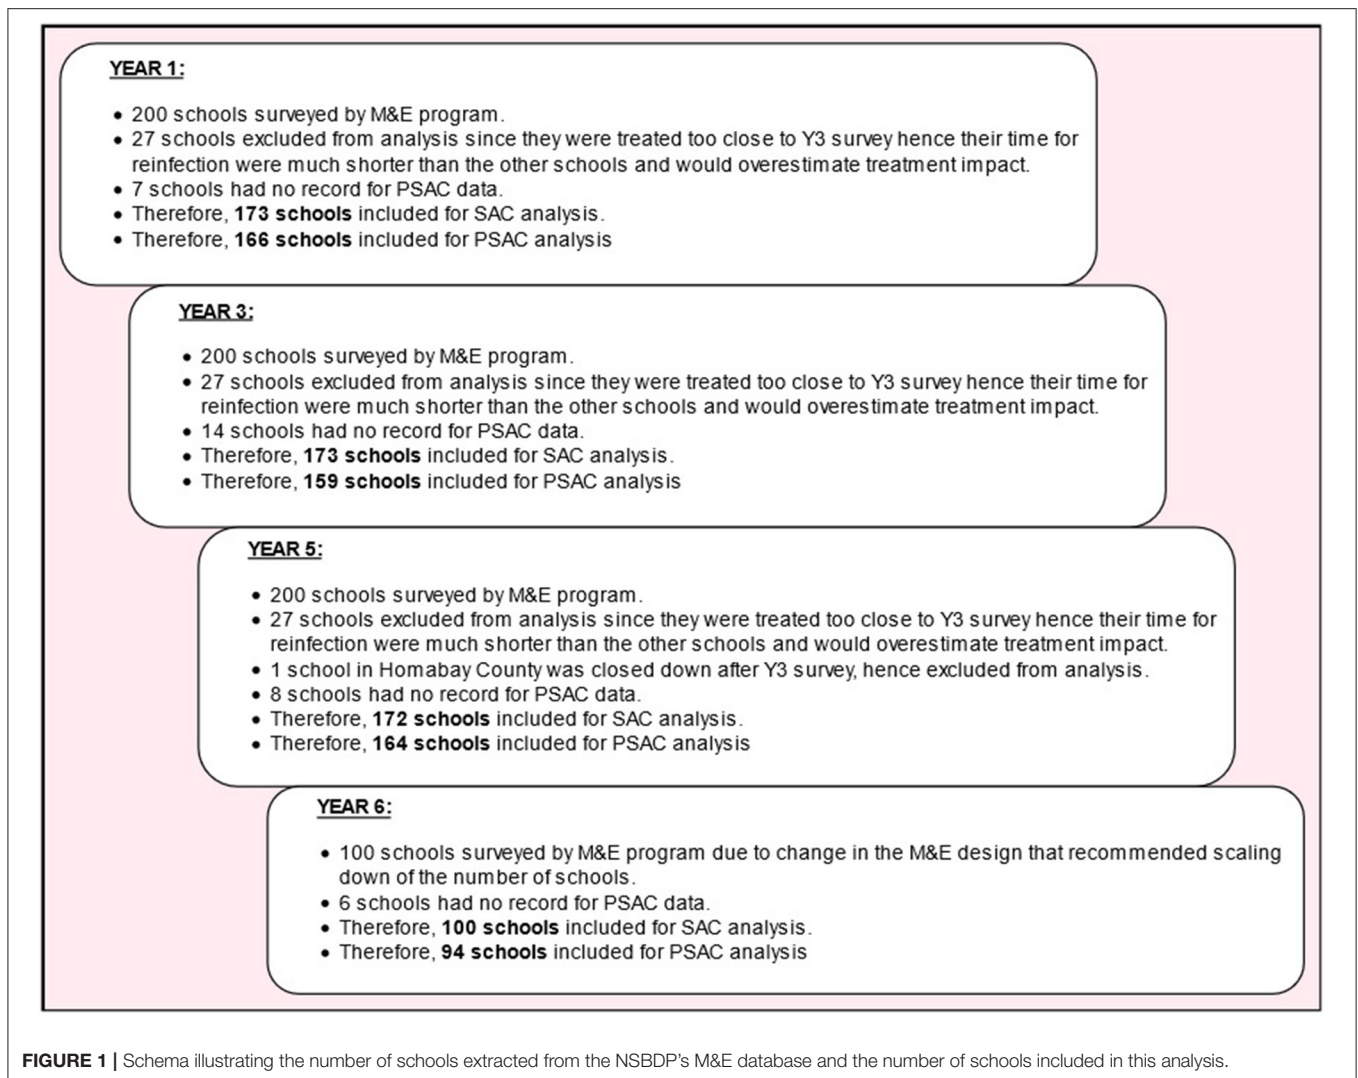 YEAR 1:
• 200 schools surveyed by M&E program.
• 27 schools excluded from analysis since they were treated too close to Y3 survey hence their time for
reinfection were much shorter than the other schools and would overestimate treatment impact.
• 7 schools had no record for PSAC data.
• Therefore, 173 schools included for SAC analysis.
• Therefore, 166 schools included for PSAC analysis
YEAR 3:
• 200 schools surveyed by M&E program.
• 27 schools excluded from analysis since they were treated too close to Y3 survey hence their time for
reinfection were much shorter than the other schools and would overestimate treatment impact.
• 14 schools had no record for PSAC data.
• Therefore, 173 schools included for SAC analysis.
• Therefore, 159 schools included for PSAC analysis
YEAR 5:
• 200 schools surveyed by M&E program.
• 27 schools excluded from analysis since they were treated too close to Y3 survey hence their time for
reinfection were much shorter than the other schools and would overestimate treatment impact.
• 1 school in Homabay County was closed down after Y3 survey, hence excluded from analysis.
• 8 schools had no record for PSAC data.
• Therefore, 172 schools included for SAC analysis.
• Therefore, 164 schools included for PSAC analysis
YEAR 6:
• 100 schools surveyed by M&E program due to change in the M&E design that recommended scaling
down of the number of schools.
• 6 schools had no record for PSAC data.
• Therefore, 100 schools included for SAC analysis.
• Therefore, 94 schools included for PSAC analysis
FIGURE 1 | Schema illustrating the number of schools extracted from the NSBDP's M&E database and the number of schools included in this analysis.